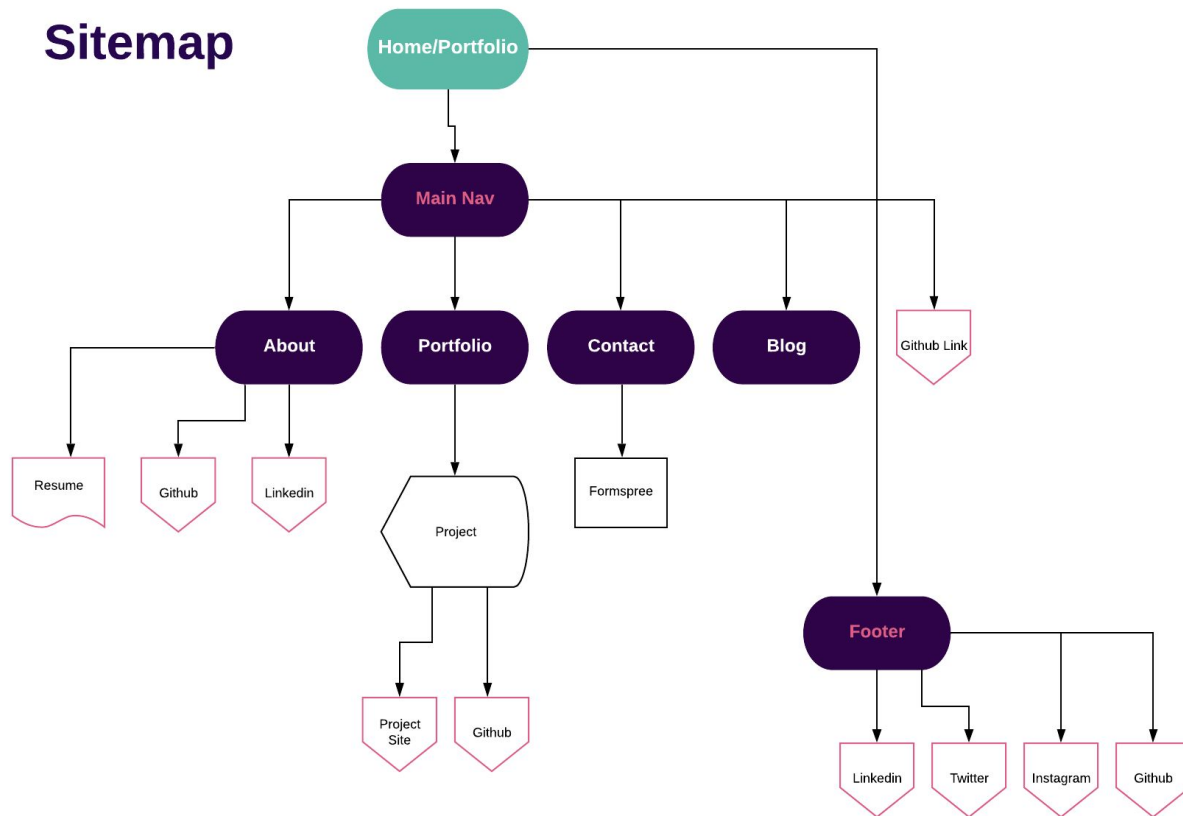 Sitemap
Home/Portfolio
Main Nav
About
Portfolio
Contact
Blog
Github Link
Resume
Github
Linkedin
Project
Formspree
Footer
Project
Site
Github
Linkedin
Twitter
Instagram
Github